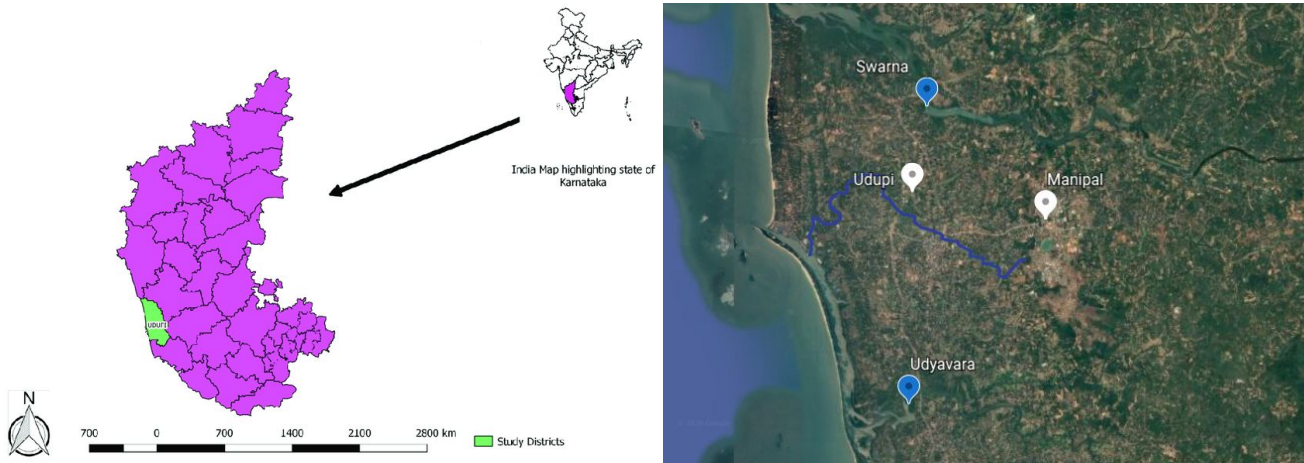 India Map highlighting state of
Karnataka
UDUPI
N
700 0 700 1400 2100 2800 km
Study Districts
Swarna
Udupi
Manipal
Udyavara